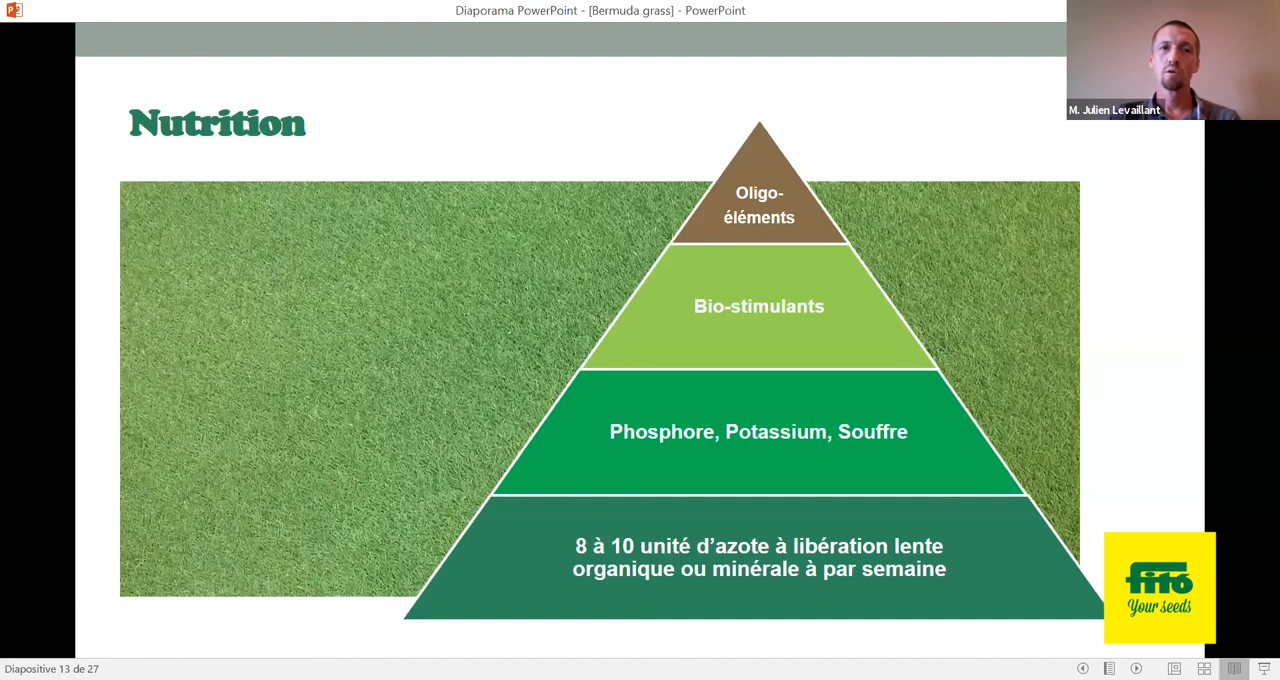 Diaporama PowerPoint - [Bermuda grass] - PowerPoint
M. Julien Levaillant
Nutrition
Oligo-
éléments
Bio-stimulants
Phosphore, Potassium, Souffre
8 à 10 unité d’azote à libération lente
organique ou minérale à par semaine
fitó
Your seeds
Diapositive 13 de 27